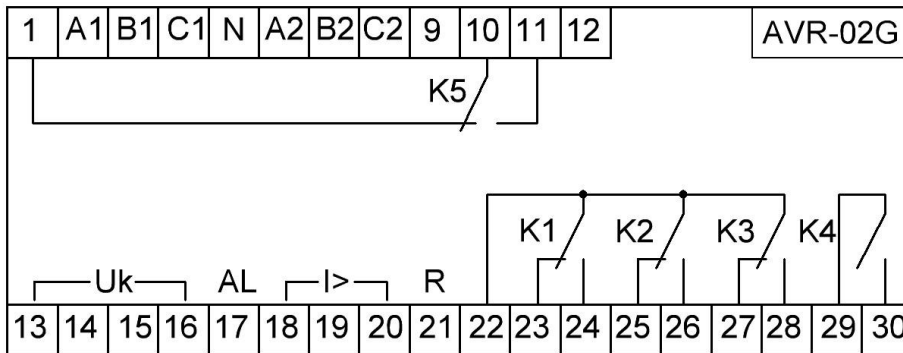 1 A1 B1 C1 N A2 B2 C2 9 10 11 12 AVR-02G
K5
K1 K2 K3 K4
Uk AL I> R
13 14 15 16 17 18 19 20 21 22 23 24 25 26 27 28 29 30